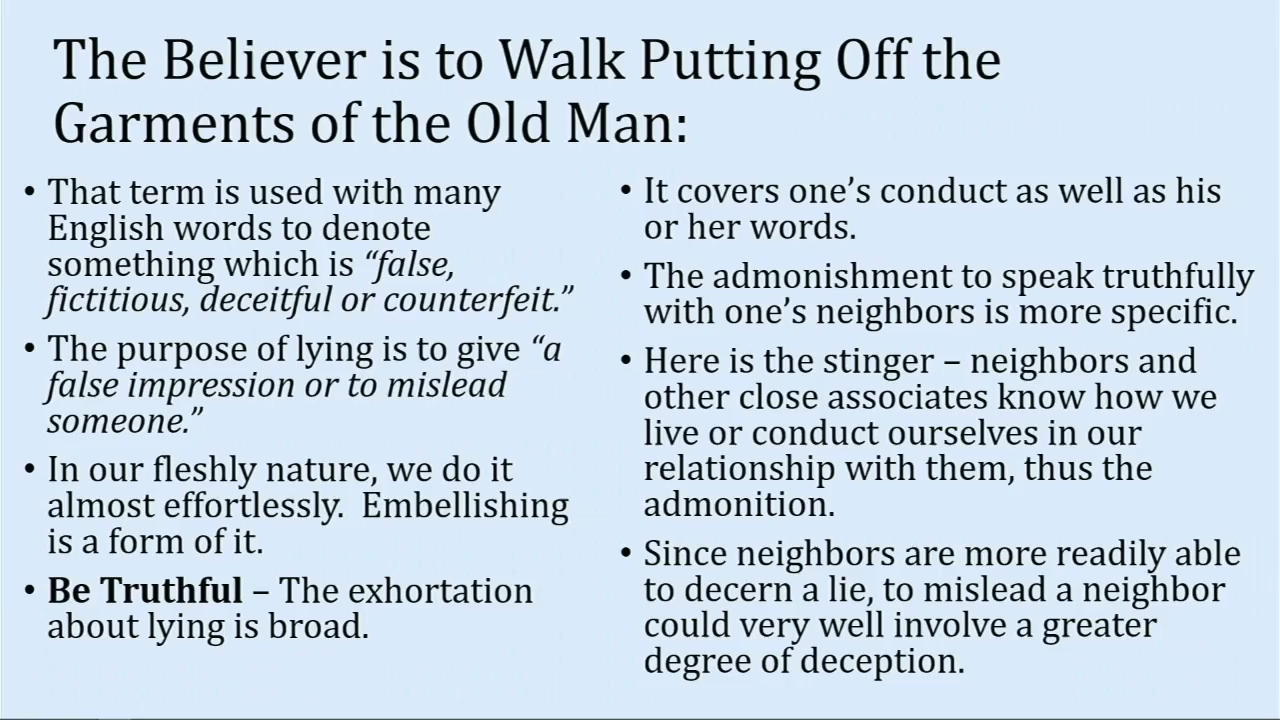 The Believer is to Walk Putting Off the
Garments of the Old Man:
• That term is used with many
English words to denote
something which is “false,
fictitious, deceitful or counterfeit.”
• The purpose of lying is to give “a
false impression or to mislead
someone.”
• In our fleshly nature, we do it
almost effortlessly.  Embellishing
is a form of it.
• Be Truthful – The exhortation
about lying is broad.
• It covers one’s conduct as well as his
or her words.
• The admonishment to speak truthfully
with one’s neighbors is more specific.
• Here is the stinger – neighbors and
other close associates know how we
live or conduct ourselves in our
relationship with them, thus the
admonition.
• Since neighbors are more readily able
to decern a lie, to mislead a neighbor
could very well involve a greater
degree of deception.